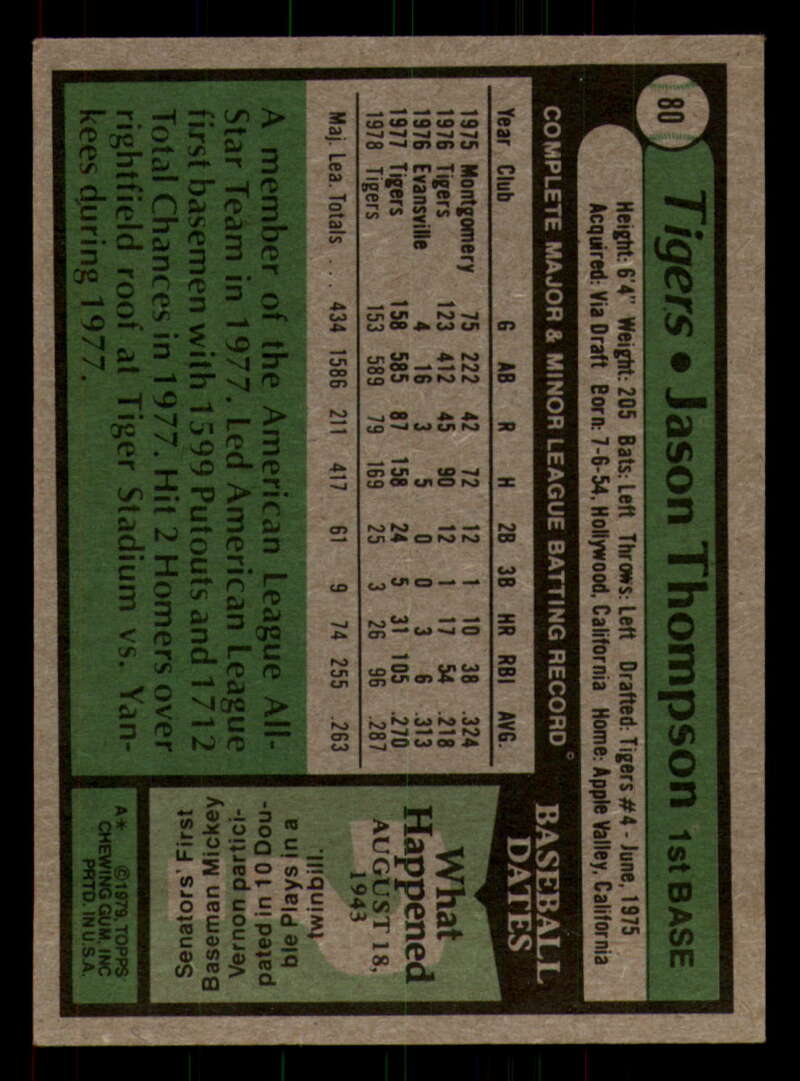 80
Tigers • Jason Thompson 1st BASE
Height: 6'4" Weight: 205 Bats: Left Throws: Left Drafted: Tigers #4 - June, 1975
Acquired: Via Draft Born: 7-6-54, Hollywood, California Home: Apple Valley, California
COMPLETE MAJOR & MINOR LEAGUE BATTING RECORD ©
Year Club G AB R H 2B 3B HR RBI AVG.
1975 Montgomery 75 222 42 72 12 1 10 38 .324
1976 Tigers 123 412 45 90 12 1 17 54 .218
1976 Evansville 4 16 3 5 0 0 3 6 .313
1977 Tigers 158 585 87 158 24 5 31 105 .270
1978 Tigers 153 589 79 169 25 3 26 96 .287
Maj. Lea. Totals . . . 434 1586 211 417 61 9 74 255 .263
A member of the American League All-
Star Team in 1977. Led American League
first basemen with 1599 Putouts and 1712
Total Chances in 1977. Hit 2 Homers over
rightfield roof at Tiger Stadium vs. Yan-
kees during 1977.
BASEBALL
DATES
What
Happened
AUGUST 18,
1943
Senators' First
Baseman Mickey
Vernon partici-
pated in 10 Dou-
ble Plays in a
twinbill.
A* ©1979, TOPPS
CHEWING GUM, INC
PRTD. IN U.S.A.